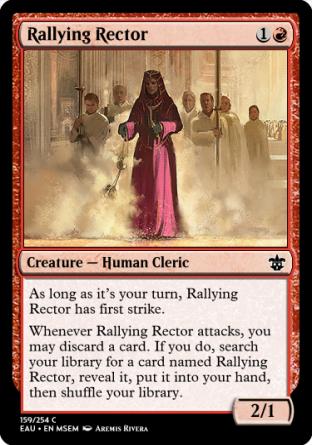 Rallying Rector 1
Creature — Human Cleric
As long as it's your turn, Rallying
Rector has first strike.
Whenever Rallying Rector attacks, you
may discard a card. If you do, search
your library for a card named Rallying
Rector, reveal it, put it into your hand,
then shuffle your library.
2/1
159/254 C
EAU • EN MSEM Aremis Rivera